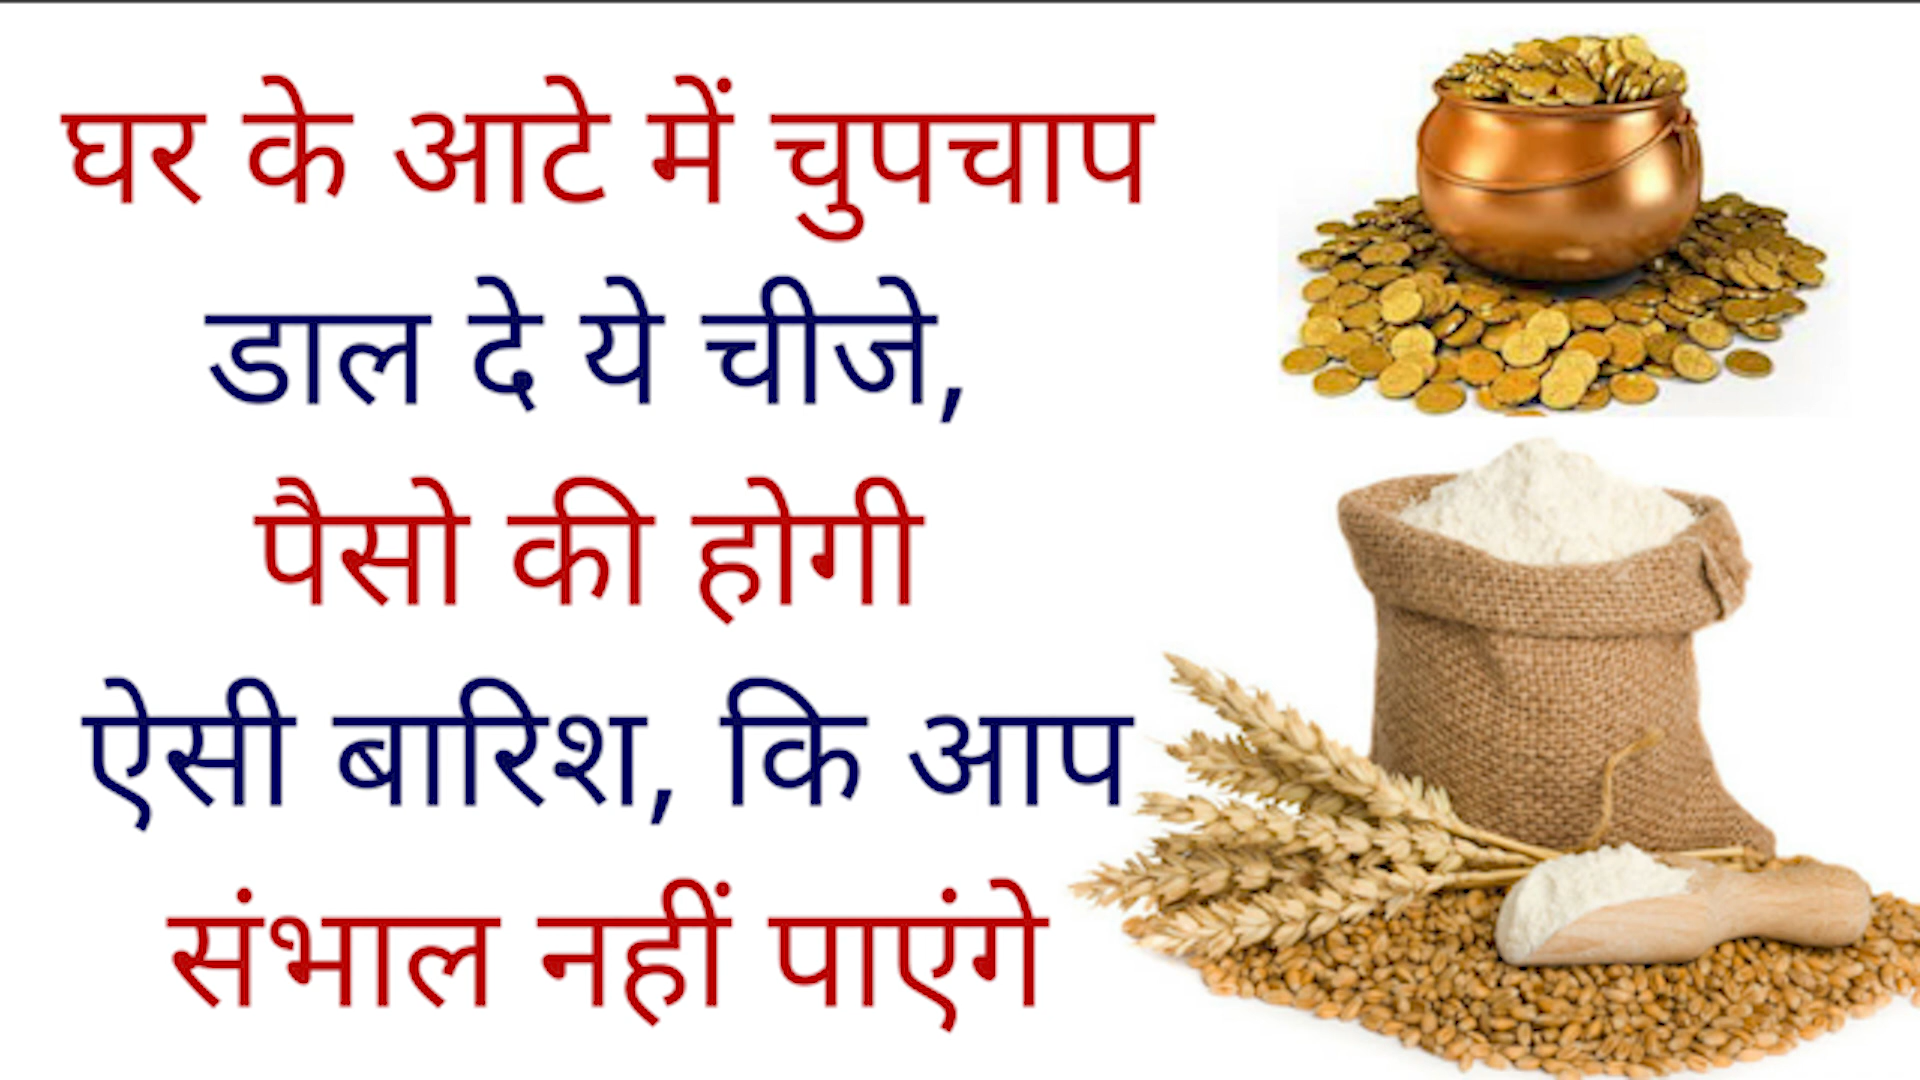 घर के आटे में चुपचाप
डाल दे ये चीजे,
पैसो की होगी
ऐसी बारिश, कि आप
संभाल नहीं पाएंगे